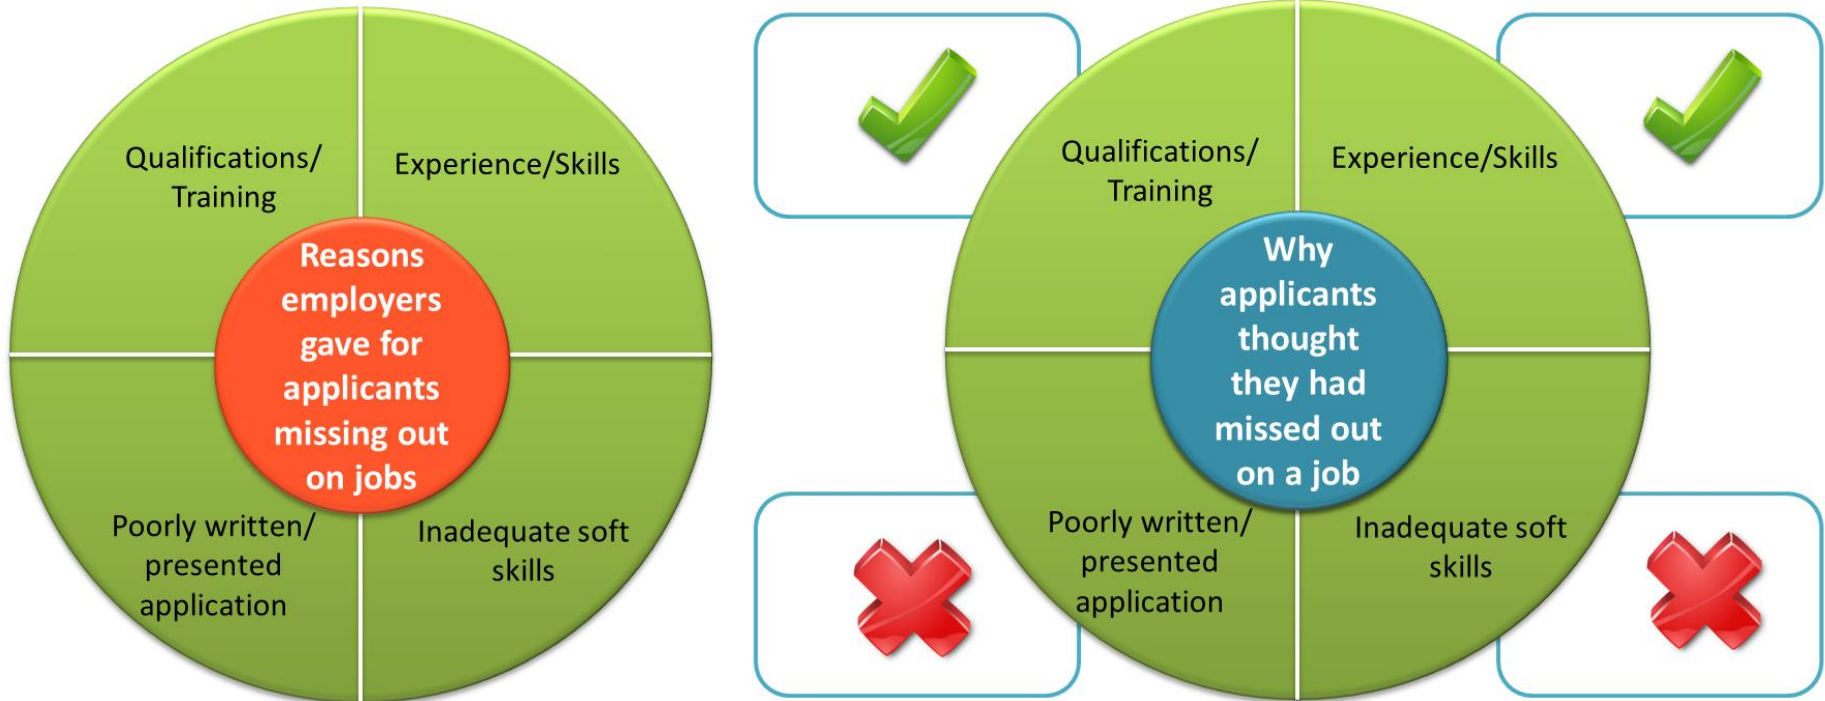 Qualifications/
Training
Experience/Skills
Reasons
employers
gave for
applicants
missing out
on jobs
Poorly written/
presented
application
Inadequate soft
skills
Qualifications/
Training
Experience/Skills
Why
applicants
thought
they had
missed out
on a job
Poorly written/
presented
application
Inadequate soft
skills